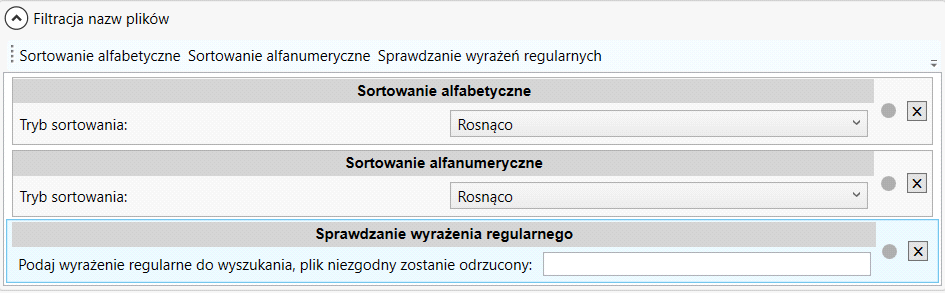 Filtracja nazw plików
Sortowanie alfabetyczne Sortowanie alfanumeryczne Sprawdzanie wyrażeń regularnych
Sortowanie alfabetyczne
Tryb sortowania: Rosnąco
Sortowanie alfanumeryczne
Tryb sortowania: Rosnąco
Sprawdzanie wyrażenia regularnego
Podaj wyrażenie regularne do wyszukania, plik niezgodny zostanie odrzucony: